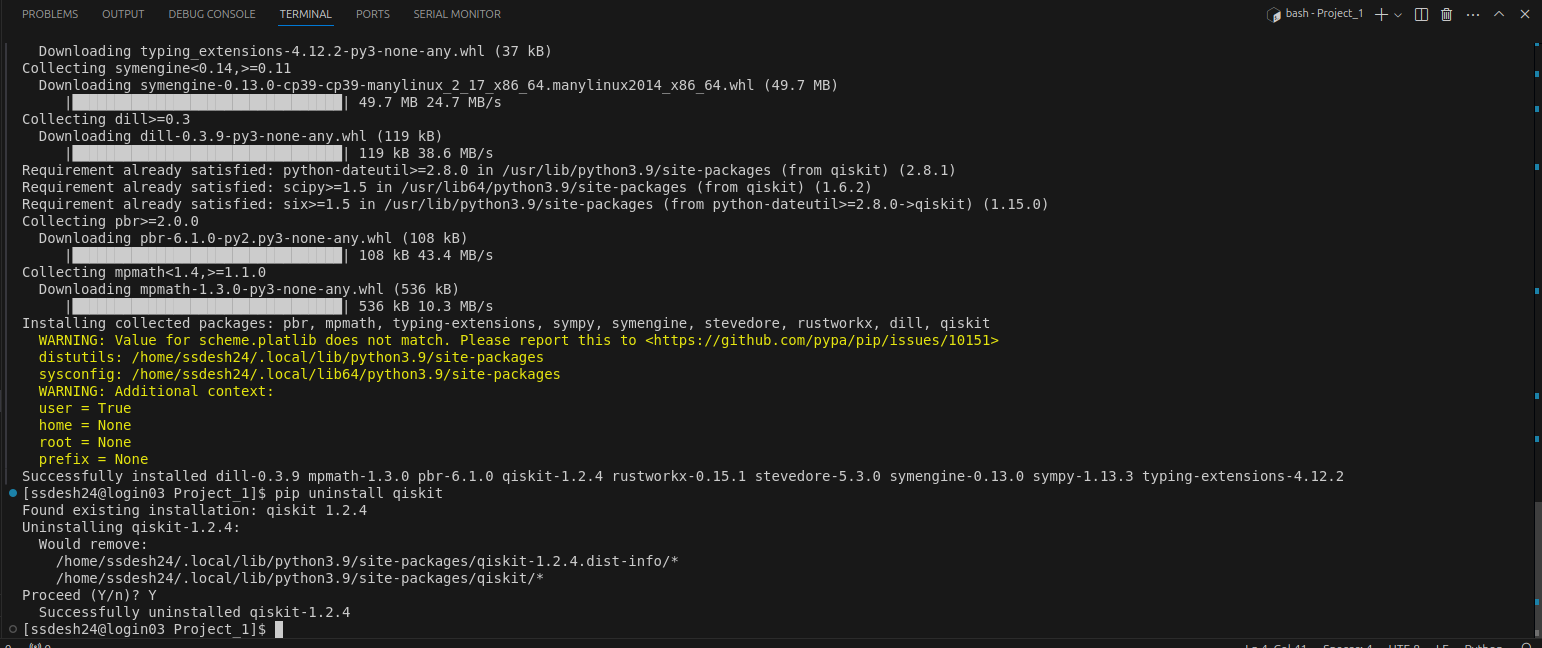 PROBLEMS OUTPUT DEBUG CONSOLE TERMINAL PORTS SERIAL MONITOR bash - Project_1
Downloading typing_extensions-4.12.2-py3-none-any.whl (37 kB)
Collecting symengine<0.14,>=0.11
Downloading symengine-0.13.0-cp39-cp39-manylinux_2_17_x86_64.manylinux2014_x86_64.whl (49.7 MB)
|████████████████████████████████| 49.7 MB 24.7 MB/s
Collecting dill>=0.3
Downloading dill-0.3.9-py3-none-any.whl (119 kB)
|████████████████████████████████| 119 kB 38.6 MB/s
Requirement already satisfied: python-dateutil>=2.8.0 in /usr/lib/python3.9/site-packages (from qiskit) (2.8.1)
Requirement already satisfied: scipy>=1.5 in /usr/lib64/python3.9/site-packages (from qiskit) (1.6.2)
Requirement already satisfied: six>=1.5 in /usr/lib/python3.9/site-packages (from python-dateutil>=2.8.0->qiskit) (1.15.0)
Collecting pbr>=2.0.0
Downloading pbr-6.1.0-py2.py3-none-any.whl (108 kB)
|████████████████████████████████| 108 kB 43.4 MB/s
Collecting mpmath<1.4,>=1.1.0
Downloading mpmath-1.3.0-py3-none-any.whl (536 kB)
|████████████████████████████████| 536 kB 10.3 MB/s
Installing collected packages: pbr, mpmath, typing-extensions, sympy, symengine, stevedore, rustworkx, dill, qiskit
WARNING: Value for scheme.platlib does not match. Please report this to <https://github.com/pypa/pip/issues/10151>
distutils: /home/ssdesh24/.local/lib/python3.9/site-packages
sysconfig: /home/ssdesh24/.local/lib64/python3.9/site-packages
WARNING: Additional context:
user = True
home = None
root = None
prefix = None
Successfully installed dill-0.3.9 mpmath-1.3.0 pbr-6.1.0 qiskit-1.2.4 rustworkx-0.15.1 stevedore-5.3.0 symengine-0.13.0 sympy-1.13.3 typing-extensions-4.12.2
[ssdesh24@login03 Project_1]$ pip uninstall qiskit
Found existing installation: qiskit 1.2.4
Uninstalling qiskit-1.2.4:
Would remove:
/home/ssdesh24/.local/lib/python3.9/site-packages/qiskit-1.2.4.dist-info/*
/home/ssdesh24/.local/lib/python3.9/site-packages/qiskit/*
Proceed (Y/n)? Y
Successfully uninstalled qiskit-1.2.4
[ssdesh24@login03 Project_1]$